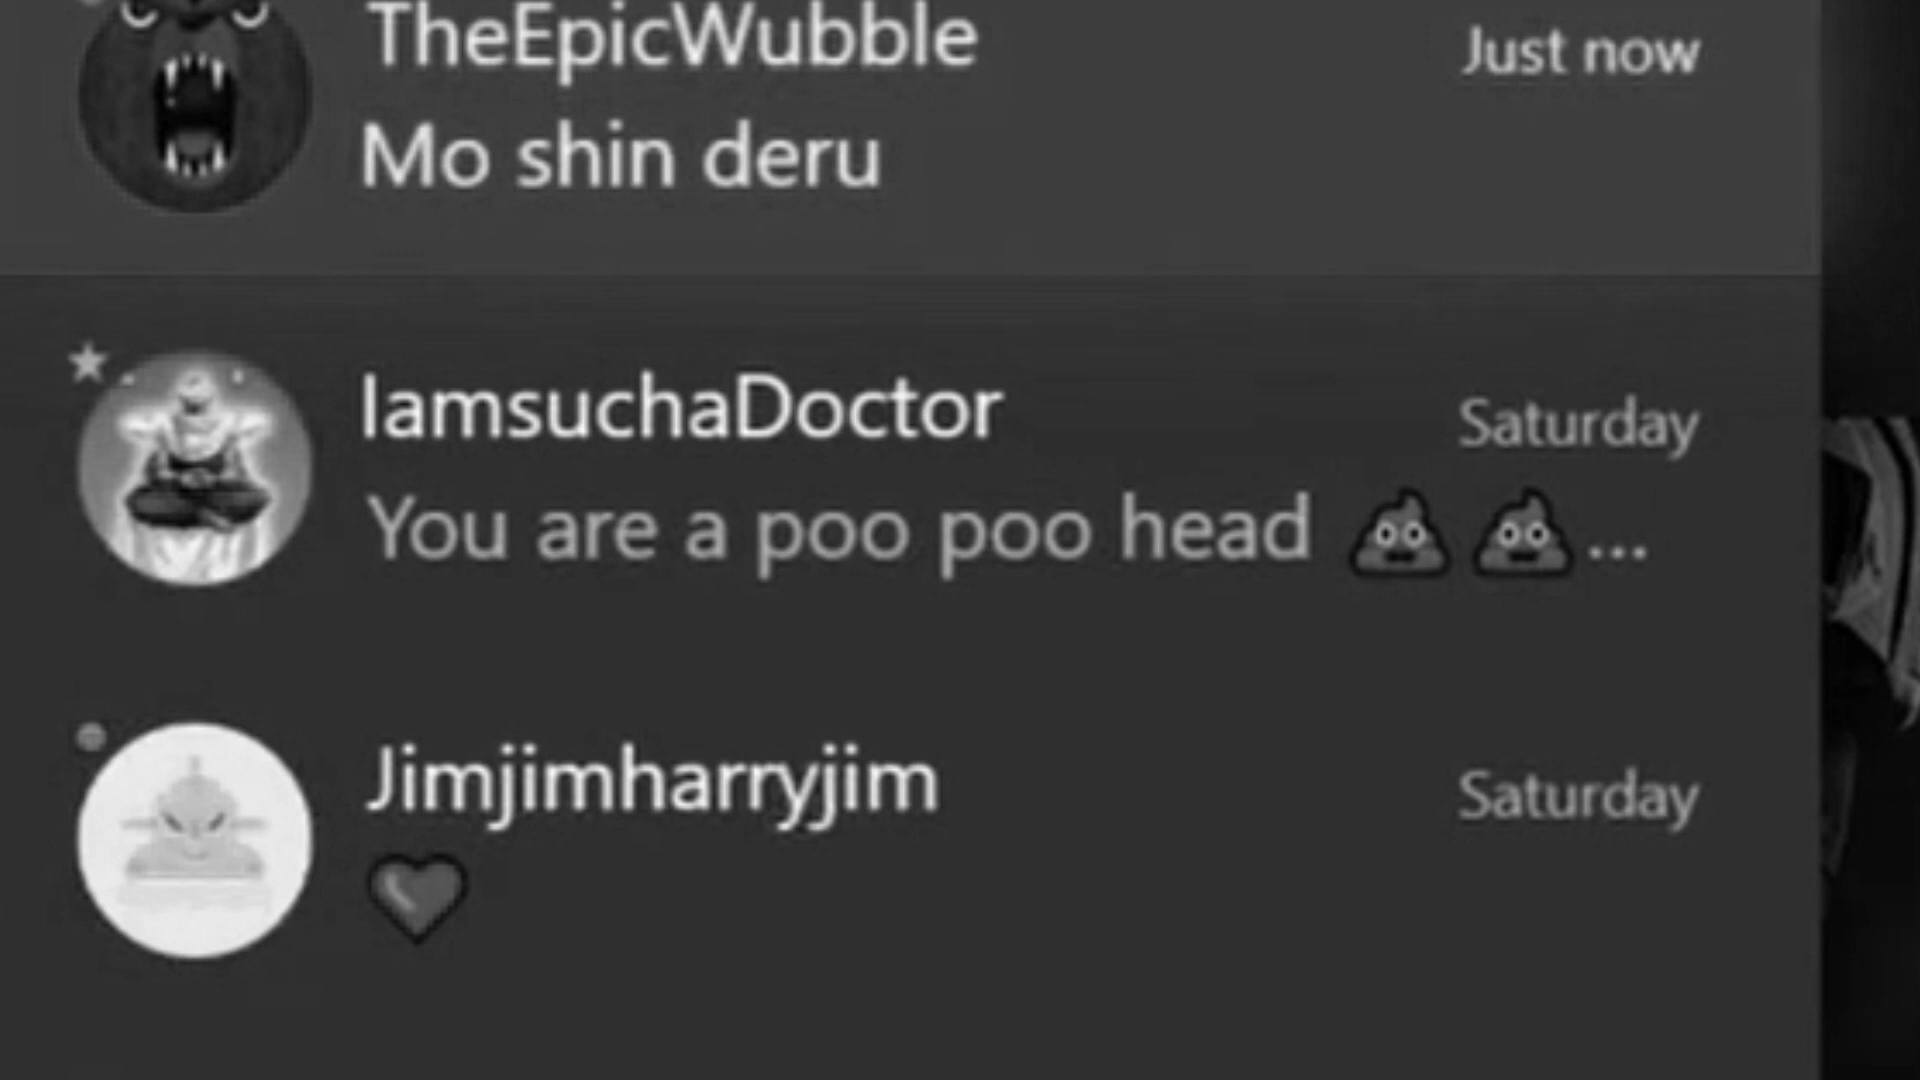 TheEpicWubble
Just now
Mo shin deru
IamsuchaDoctor
Saturday
You are a poo poo head 💩💩...
Jimjimharryjim
Saturday
❤